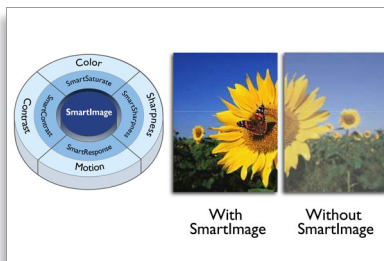 Color
SmartSaturate
Contrast
SmartContrast
SmartImage
SmartSharpness
Sharpness
SmartResponse
Motion
With
SmartImage
Without
SmartImage